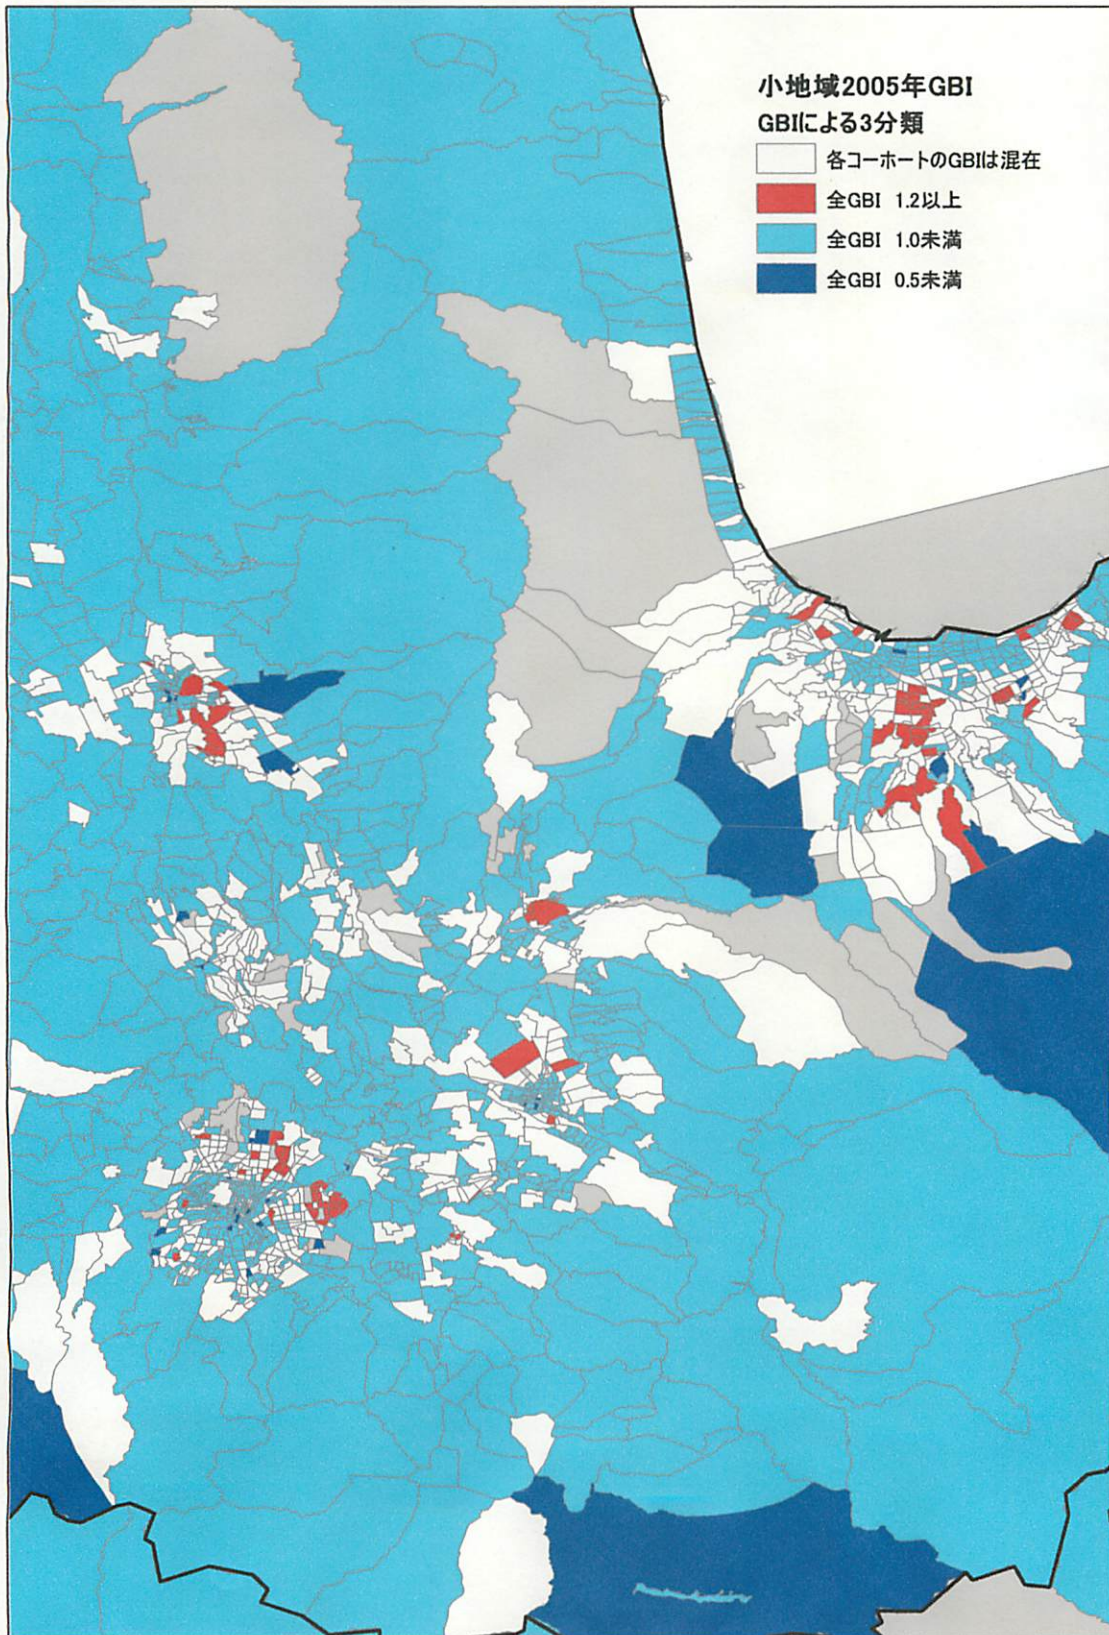 小地域2005年GBI
GBIによる3分類
各コーホートのGBIは混在
全GBI 1.2以上
全GBI 1.0未満
全GBI 0.5未満